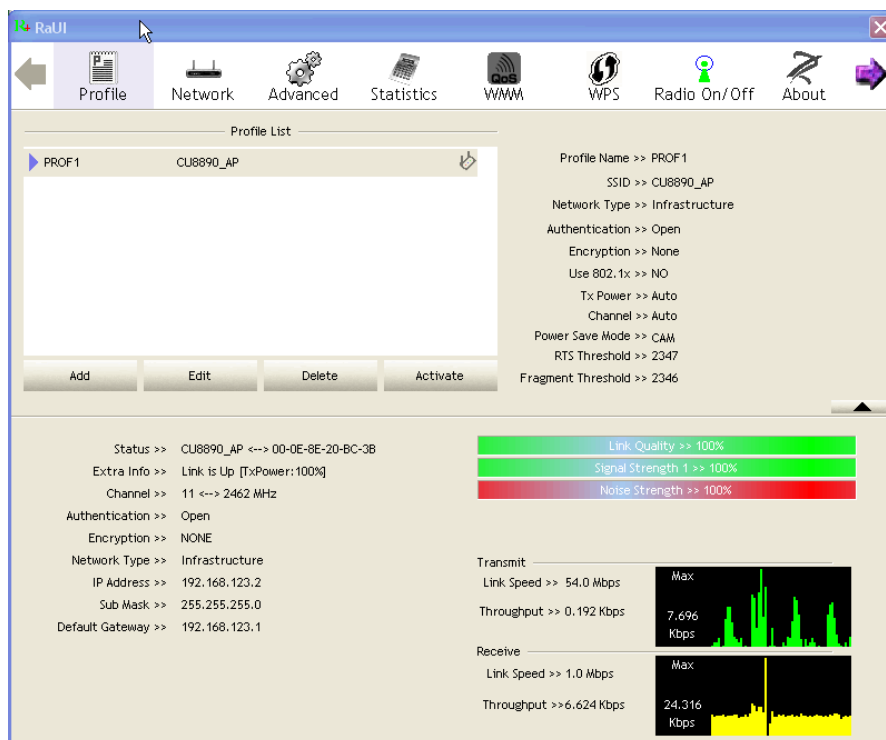 RaUI
Profile Network Advanced Statistics QoS WMM WPS Radio On/Off About
Profile List
PROF1 CU8890_AP
Add Edit Delete Activate
Profile Name >> PROF1
SSID >> CU8890_AP
Network Type >> Infrastructure
Authentication >> Open
Encryption >> None
Use 802.1x >> NO
Tx Power >> Auto
Channel >> Auto
Power Save Mode >> CAM
RTS Threshold >> 2347
Fragment Threshold >> 2346
Status >> CU8890_AP <--> 00-0E-8E-20-BC-3B
Extra Info >> Link is Up [TxPower:100%]
Channel >> 11 <--> 2462 MHz
Authentication >> Open
Encryption >> NONE
Network Type >> Infrastructure
IP Address >> 192.168.123.2
Sub Mask >> 255.255.255.0
Default Gateway >> 192.168.123.1
Link Quality >> 100%
Signal Strength 1 >> 100%
Noise Strength >> 100%
Transmit
Link Speed >> 54.0 Mbps
Throughput >> 0.192 Kbps
Max
7.696
Kbps
Receive
Link Speed >> 1.0 Mbps
Throughput >>6.624 Kbps
Max
24.316
Kbps